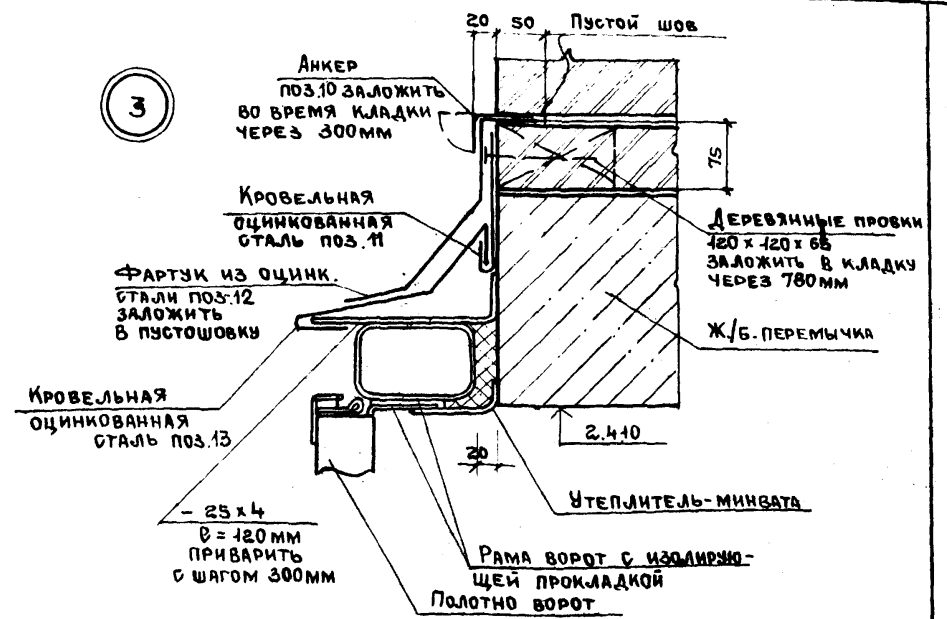 20 50 Пустой шов
3
Анкер
поз.10 заложить
во время кладки
через 300мм
75
Кровельная
оцинкованная
сталь поз.11
Деревянные провки
120 x 120 x 65
заложить в кладку
через 780мм
Фартук из оцинк.
стали поз.12
заложить
в пустошовку
Ж./б. перемычка
Кровельная
оцинкованная
сталь поз.13
2.410
20
Утеплитель-минвата
- 25 x 4
ℓ = 120мм
приварить
с шагом 300мм
Рама ворот с изолирую-
щей прокладкой
Полотно ворот